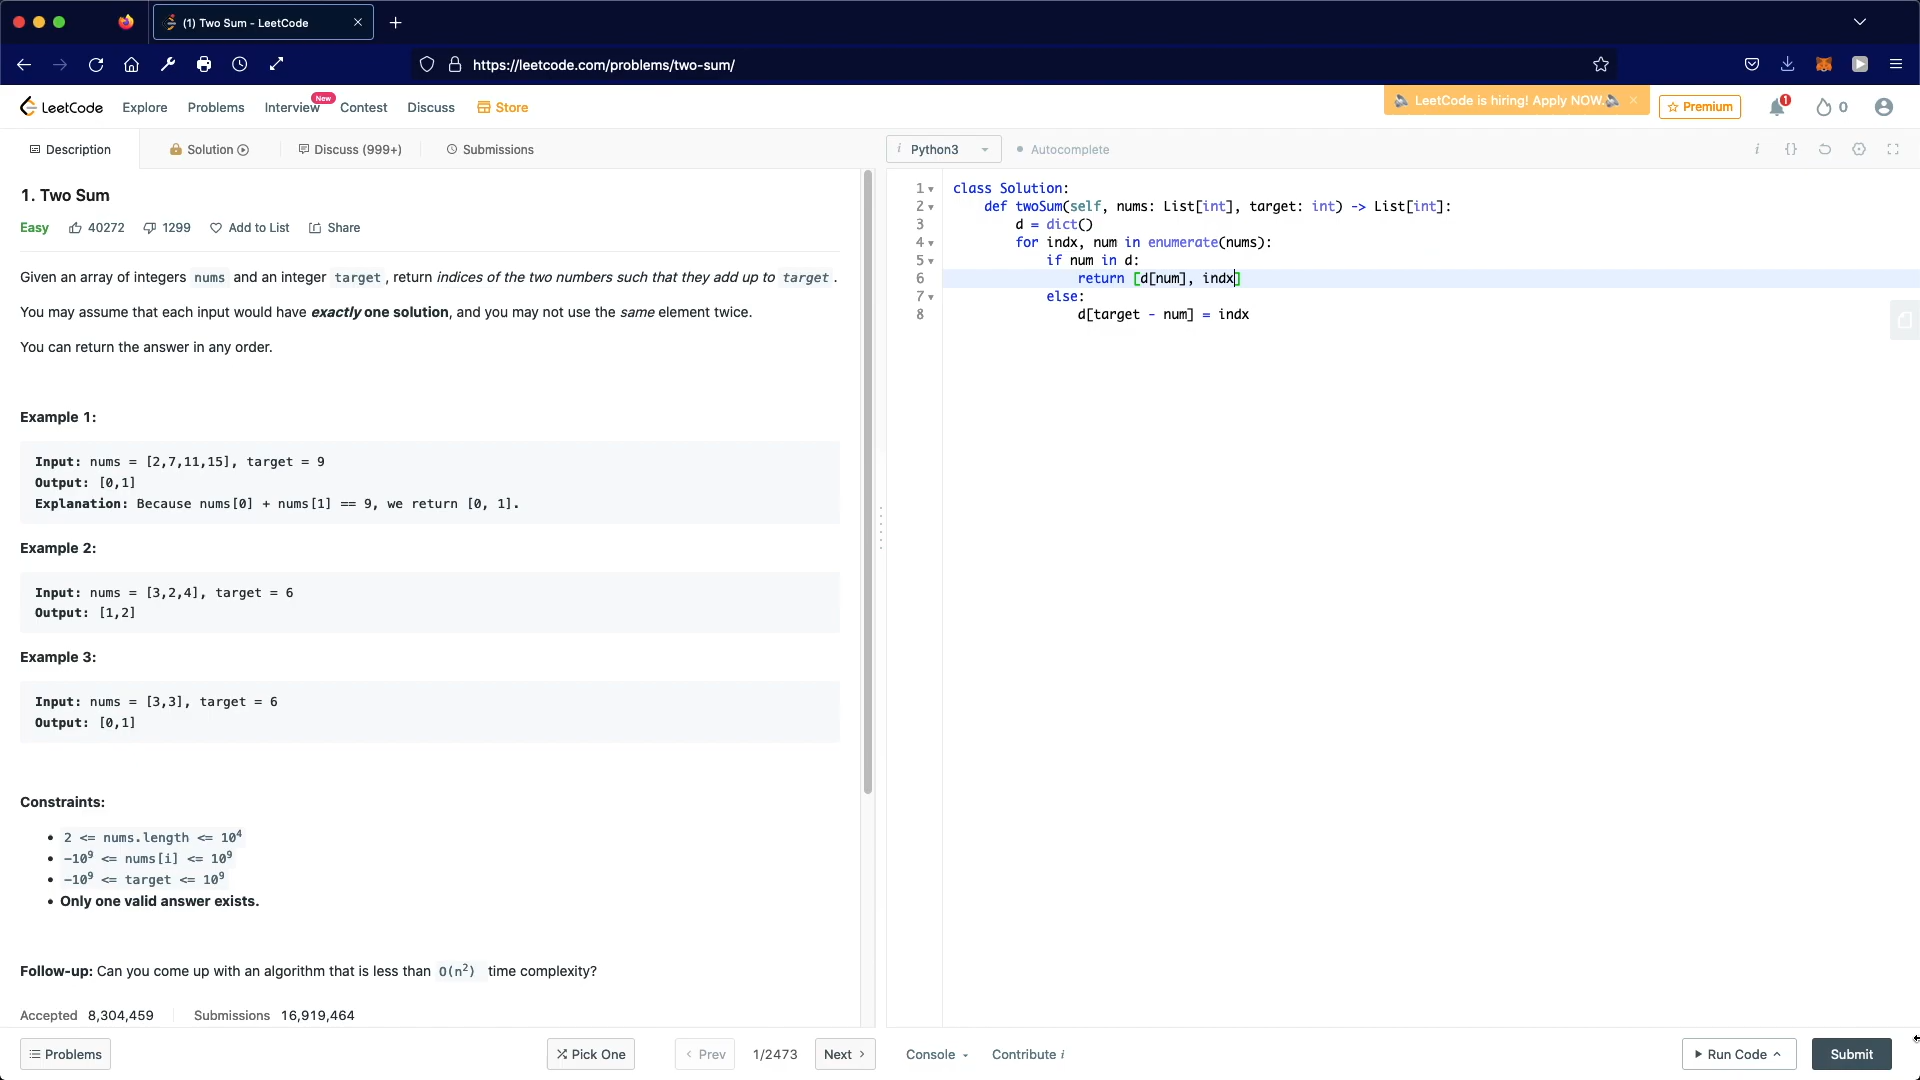 (1) Two Sum - LeetCode
https://leetcode.com/problems/two-sum/
LeetCode Explore Problems Interview New Contest Discuss Store
LeetCode is hiring! Apply NOW. Premium 1 0
Description Solution Discuss (999+) Submissions
1. Two Sum
Easy 40272 1299 Add to List Share
Given an array of integers nums and an integer target, return indices of the two numbers such that they add up to target.
You may assume that each input would have exactly one solution, and you may not use the same element twice.
You can return the answer in any order.
Example 1:
Input: nums = [2,7,11,15], target = 9
Output: [0,1]
Explanation: Because nums[0] + nums[1] == 9, we return [0, 1].
Example 2:
Input: nums = [3,2,4], target = 6
Output: [1,2]
Example 3:
Input: nums = [3,3], target = 6
Output: [0,1]
Constraints:
• 2 <= nums.length <= 10⁴
• -10⁹ <= nums[i] <= 10⁹
• -10⁹ <= target <= 10⁹
• Only one valid answer exists.
Follow-up: Can you come up with an algorithm that is less than O(n²) time complexity?
Accepted 8,304,459 Submissions 16,919,464
Problems Pick One Prev 1/2473 Next
i Python3 Autocomplete i {}
1 class Solution:
2     def twoSum(self, nums: List[int], target: int) -> List[int]:
3         d = dict()
4         for indx, num in enumerate(nums):
5             if num in d:
6                 return [d[num], indx]
7             else:
8                 d[target - num] = indx
Console Contribute i Run Code Submit